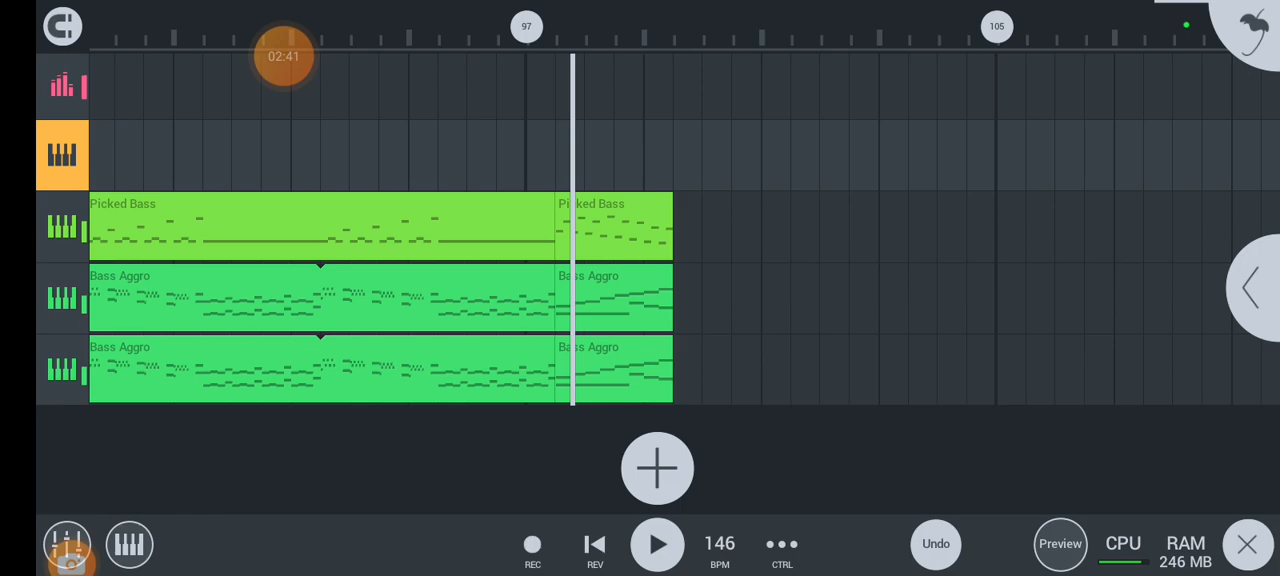 97
105
02:41
Picked Bass
Picked Bass
Bass Aggro
Bass Aggro
Bass Aggro
Bass Aggro
REC
REV
146
BPM
CTRL
Undo
Preview
CPU
RAM
246 MB